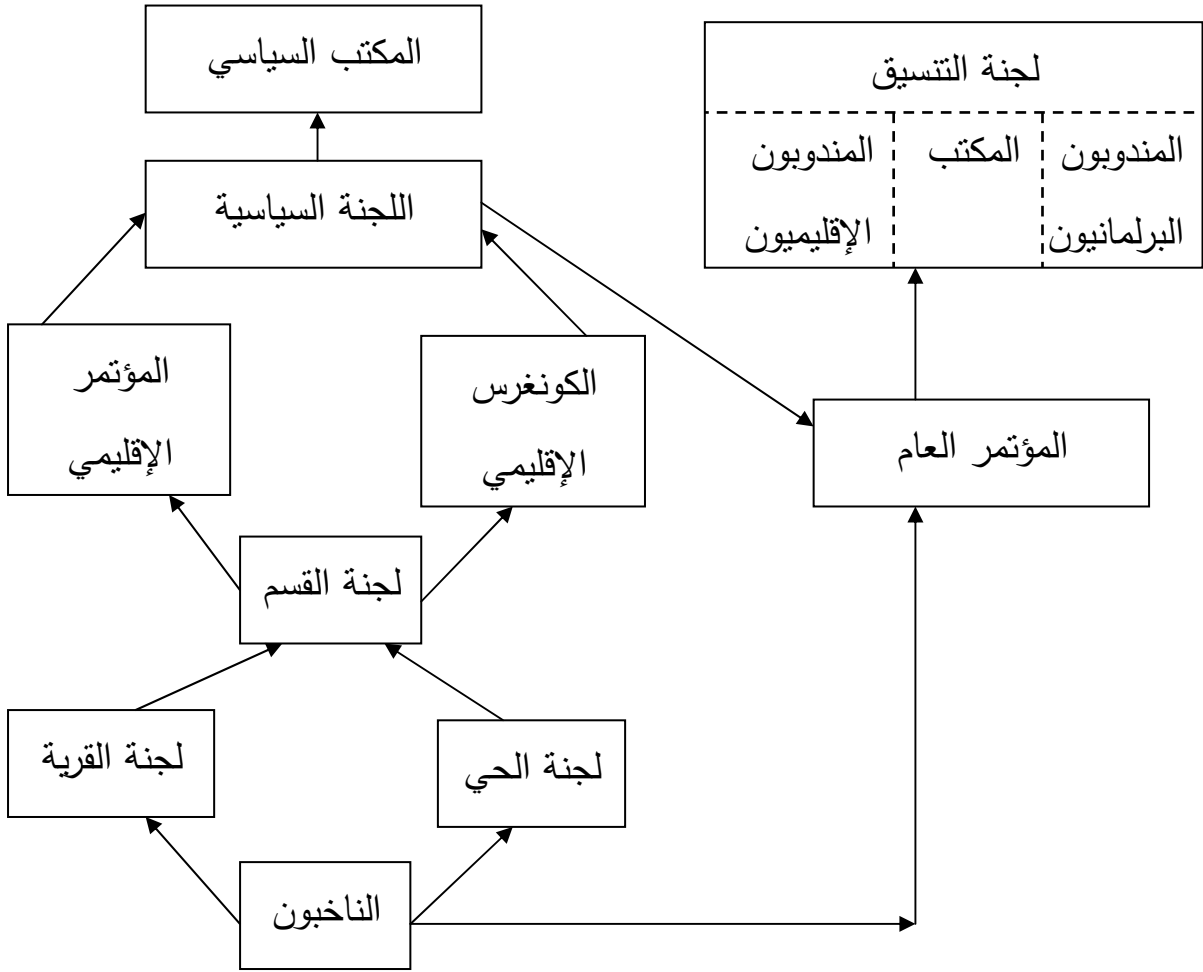 المكتب السياسي
لجنة التنسيق
المندوبون
البرلمانيون
المكتب
المندوبون
الإقليميون
اللجنة السياسية
الكونغرس
الإقليمي
المؤتمر
الإقليمي
المؤتمر العام
لجنة القسم
لجنة الحي
لجنة القرية
الناخبون